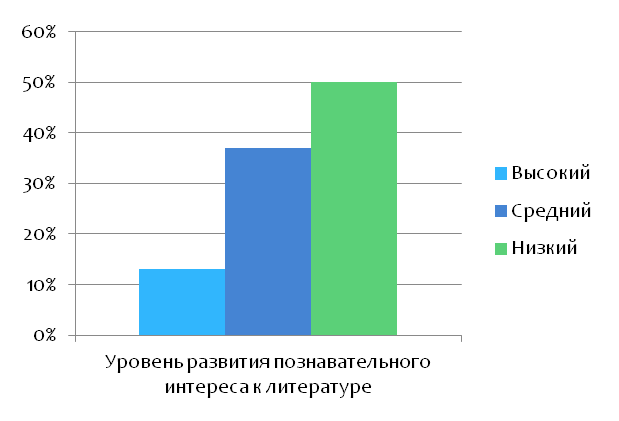 60%
50%
40%
30%
20%
10%
0%
Уровень развития познавательного
интереса к литературе
Высокий
Средний
Низкий